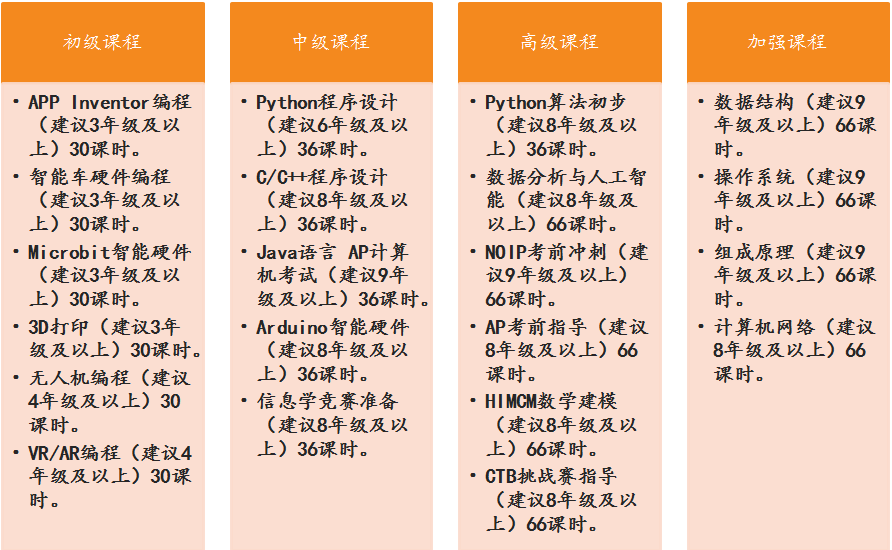 初级课程
• APP Inventor编程
（建议3年级及以
上）30课时。
• 智能车硬件编程
（建议3年级及以
上）30课时。
• Microbit智能硬件
（建议3年级及以
上）30课时。
• 3D打印（建议3年
级及以上）30课时。
• 无人机编程（建议
4年级及以上）30
课时。
• VR/AR编程（建议4
年级及以上）30课
时。
中级课程
• Python程序设计
（建议6年级及以
上）36课时。
• C/C++程序设计
（建议8年级及以
上）36课时。
• Java语言 AP计算
机考试（建议9年
级及以上）36课时。
• Arduino智能硬件
（建议8年级及以
上）36课时。
• 信息学竞赛准备
（建议8年级及以
上）36课时。
高级课程
• Python算法初步
（建议8年级及以
上）36课时。
• 数据分析与人工智
能（建议8年级及
以上）66课时。
• NOIP考前冲刺（建
议9年级及以上）
66课时。
• AP考前指导（建议
8年级及以上）66
课时。
• HIMCM数学建模
（建议8年级及以
上）66课时。
• CTB挑战赛指导
（建议8年级及以
上）66课时。
加强课程
• 数据结构（建议9
年级及以上）66课
时。
• 操作系统（建议9
年级及以上）66课
时。
• 组成原理（建议9
年级及以上）66课
时。
• 计算机网络（建议
8年级及以上）66
课时。